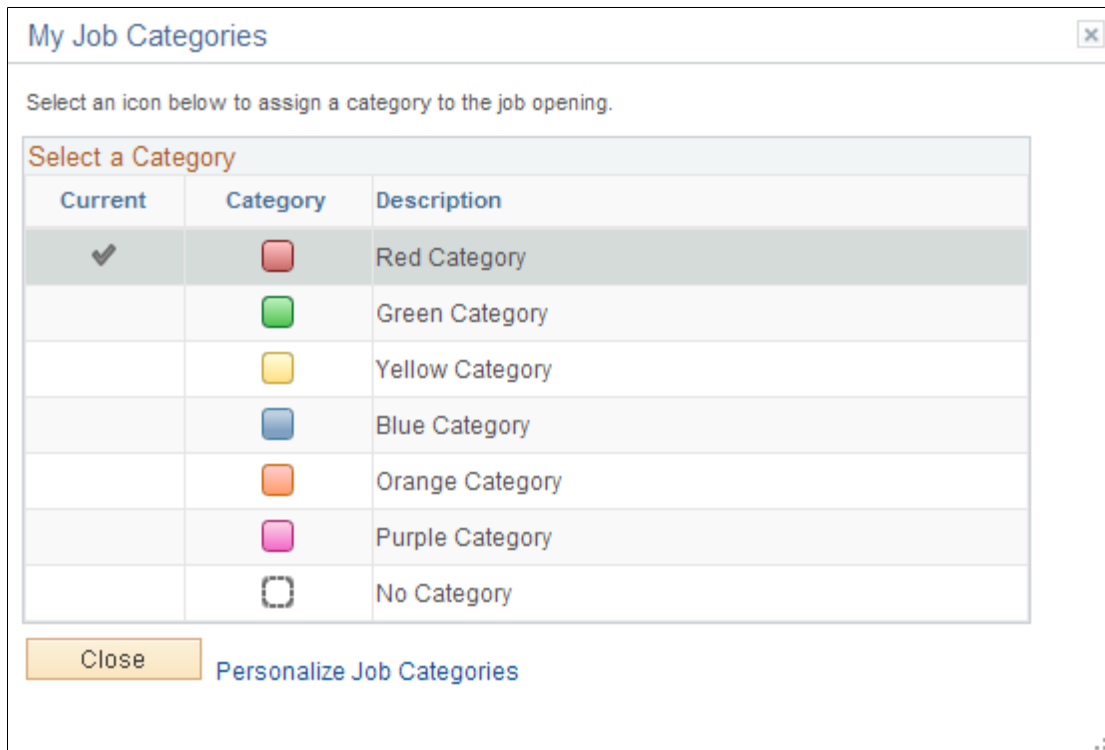 My Job Categories
Select an icon below to assign a category to the job opening.
Select a Category
Current Category Description
Red Category
Green Category
Yellow Category
Blue Category
Orange Category
Purple Category
No Category
Close Personalize Job Categories